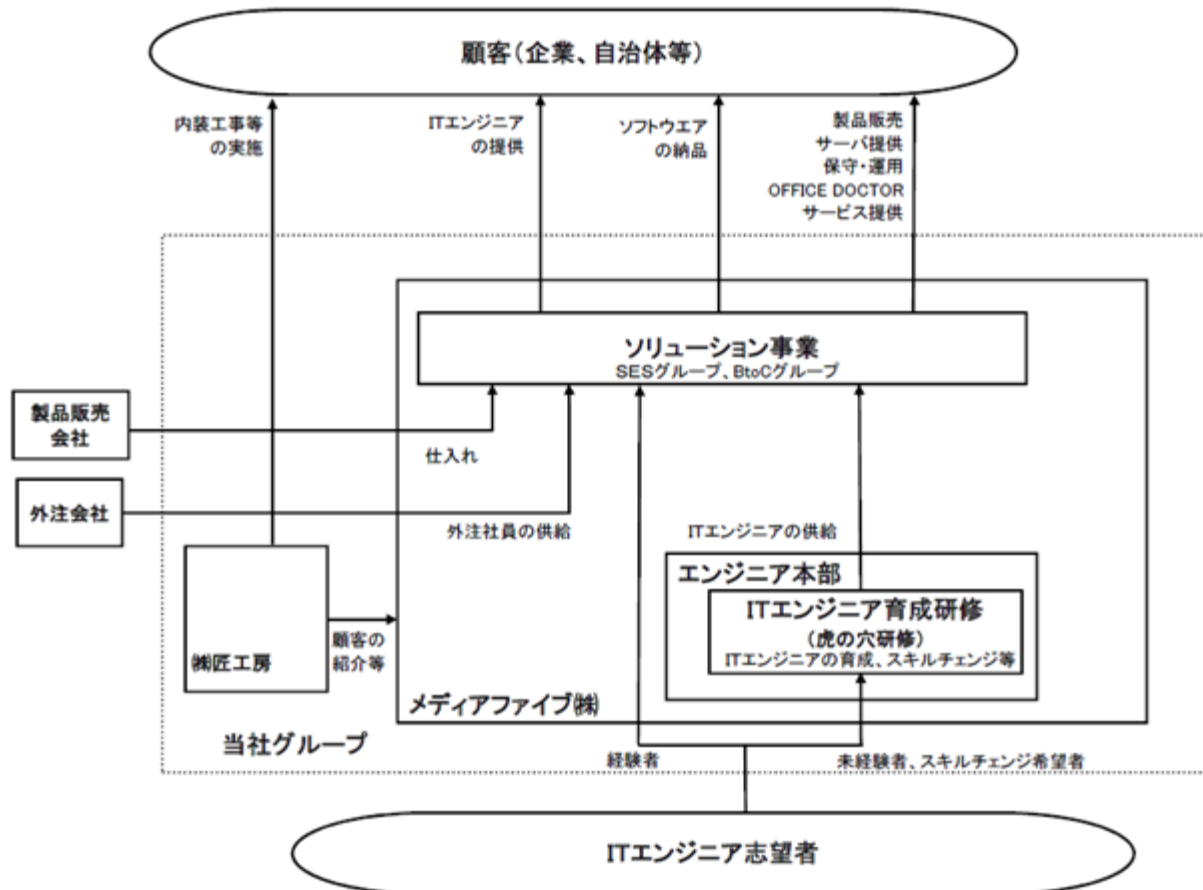 顧客(企業、自治体等)
内装工事等
の実施
ITエンジニア
の提供
ソフトウエア
の納品
製品販売
サーバ提供
保守・運用
OFFICE DOCTOR
サービス提供
ソリューション事業
SESグループ、BtoCグループ
製品販売
会社
仕入れ
外注会社
外注社員の供給
ITエンジニアの供給
エンジニア本部
ITエンジニア育成研修
(虎の穴研修)
ITエンジニアの育成、スキルチェンジ等
㈱匠工房
顧客の
紹介等
メディアファイブ㈱
当社グループ
経験者
未経験者、スキルチェンジ希望者
ITエンジニア志望者